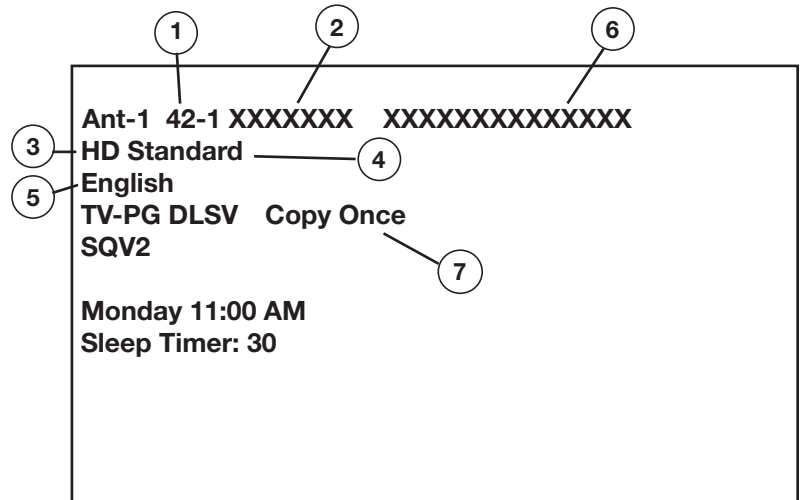 1 2 6
Ant-1 42-1 XXXXXXX XXXXXXXXXXXXXX
3 HD Standard 4
5 English
TV-PG DLSV Copy Once
SQV2
7
Monday 11:00 AM
Sleep Timer: 30